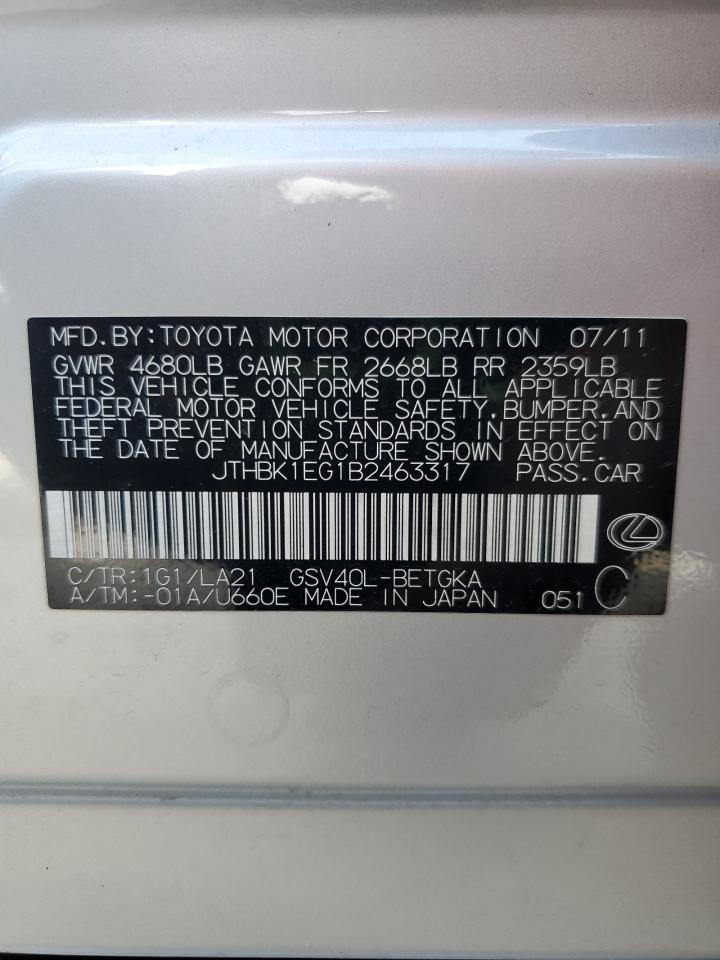 MFD.BY:TOYOTA MOTOR CORPORATION 07/11
GVWR 4680LB GAWR FR 2668LB RR 2359LB
THIS VEHICLE CONFORMS TO ALL APPLICABLE
FEDERAL MOTOR VEHICLE SAFETY,BUMPER,AND
THEFT PREVENTION STANDARDS IN EFFECT ON
THE DATE OF MANUFACTURE SHOWN ABOVE.
JTHBK1EG1B2463317 PASS.CAR
C/TR:1G1/LA21 GSV40L-BETGKA
A/TM:-01A/U660E MADE IN JAPAN 051 C